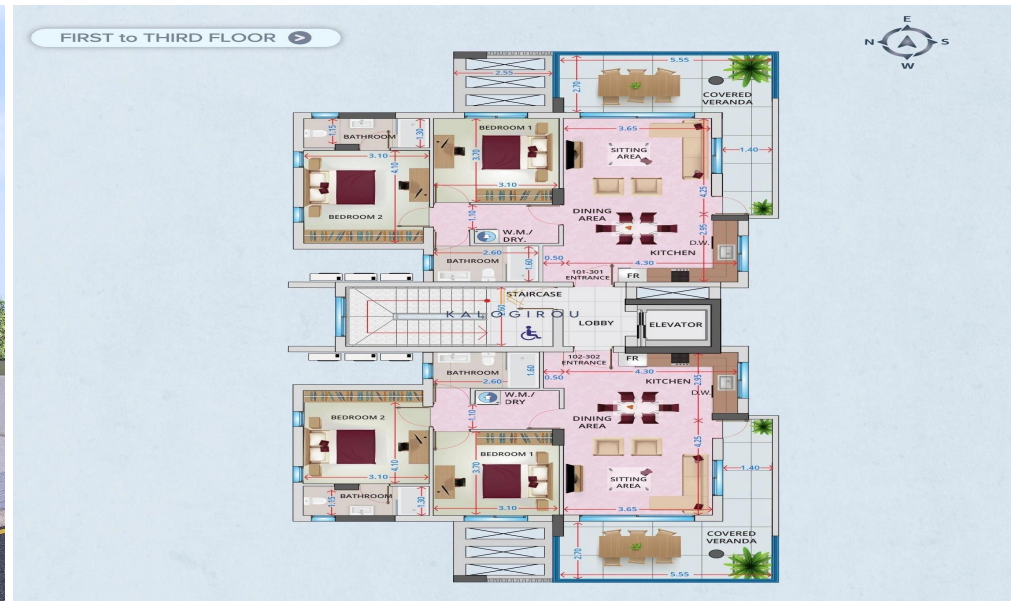 FIRST to THIRD FLOOR
E
N
S
W
5.55
2.55
2.70
COVERED
VERANDA
1.15
BATHROOM
1.30
BEDROOM 1
3.65
3.10
4.10
3.70
SITTING
AREA
1.40
3.10
4.25
BEDROOM 2
1.10
DINING
AREA
W.M./
DRY.
2.95
D.W.
2.60
KITCHEN
BATHROOM
1.60
0.50
4.30
101-301
ENTRANCE
FR
STAIRCASE
2.60
KALOGIROU
LOBBY
ELEVATOR
102-302
ENTRANCE
FR
BATHROOM
1.60
0.50
4.30
2.95
2.60
KITCHEN
W.M./
DRY
D.W.
1.10
BEDROOM 2
DINING
AREA
4.25
BEDROOM 1
4.10
3.70
1.40
3.10
SITTING
AREA
1.15
BATHROOM
1.30
3.10
3.65
COVERED
VERANDA
2.70
5.55